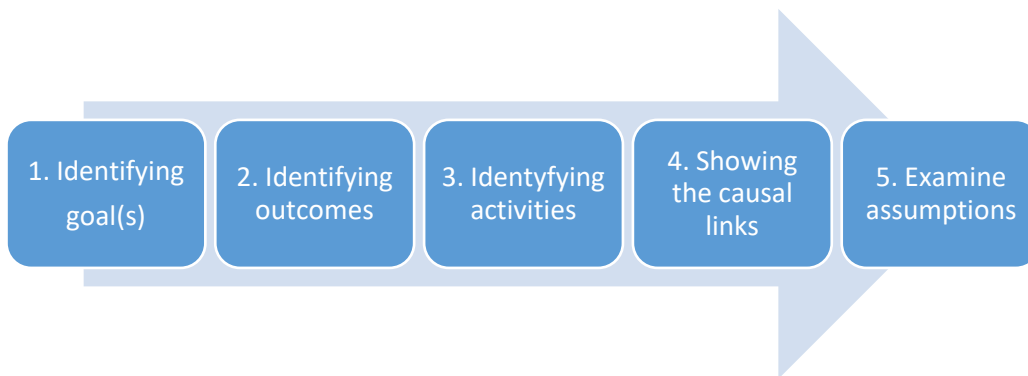 1. Identifying
goal(s)
2. Identifying
outcomes
3. Identyfying
activities
4. Showing
the causal
links
5. Examine
assumptions